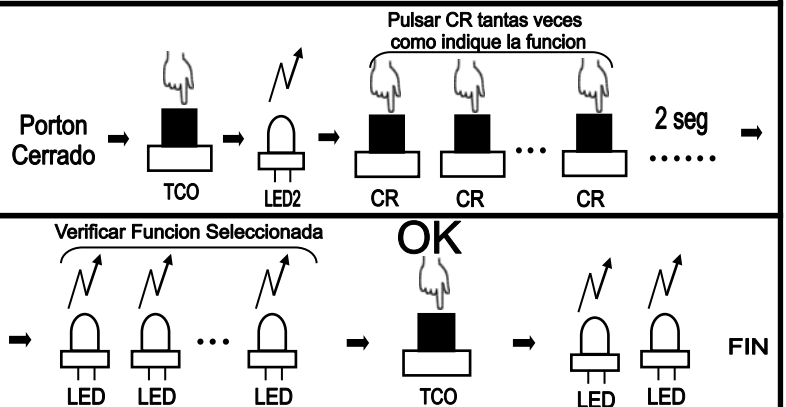 Pulsar CR tantas veces
como indique la funcion
Porton
Cerrado
TCO
LED2
CR
CR
...
CR
2 seg
......
Verificar Funcion Seleccionada
LED
LED
...
LED
OK
TCO
LED
LED
FIN